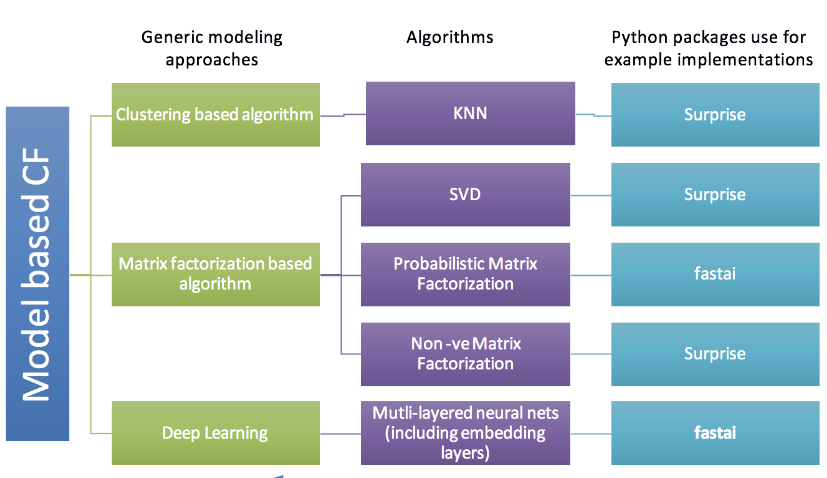 Generic modeling
approaches
Algorithms
Python packages use for
example implementations
Model based CF
Clustering based algorithm
KNN
Surprise
SVD
Surprise
Matrix factorization based
algorithm
Probabilistic Matrix
Factorization
fastai
Non -ve Matrix
Factorization
Surprise
Deep Learning
Mutli-layered neural nets
(including embedding
layers)
fastai